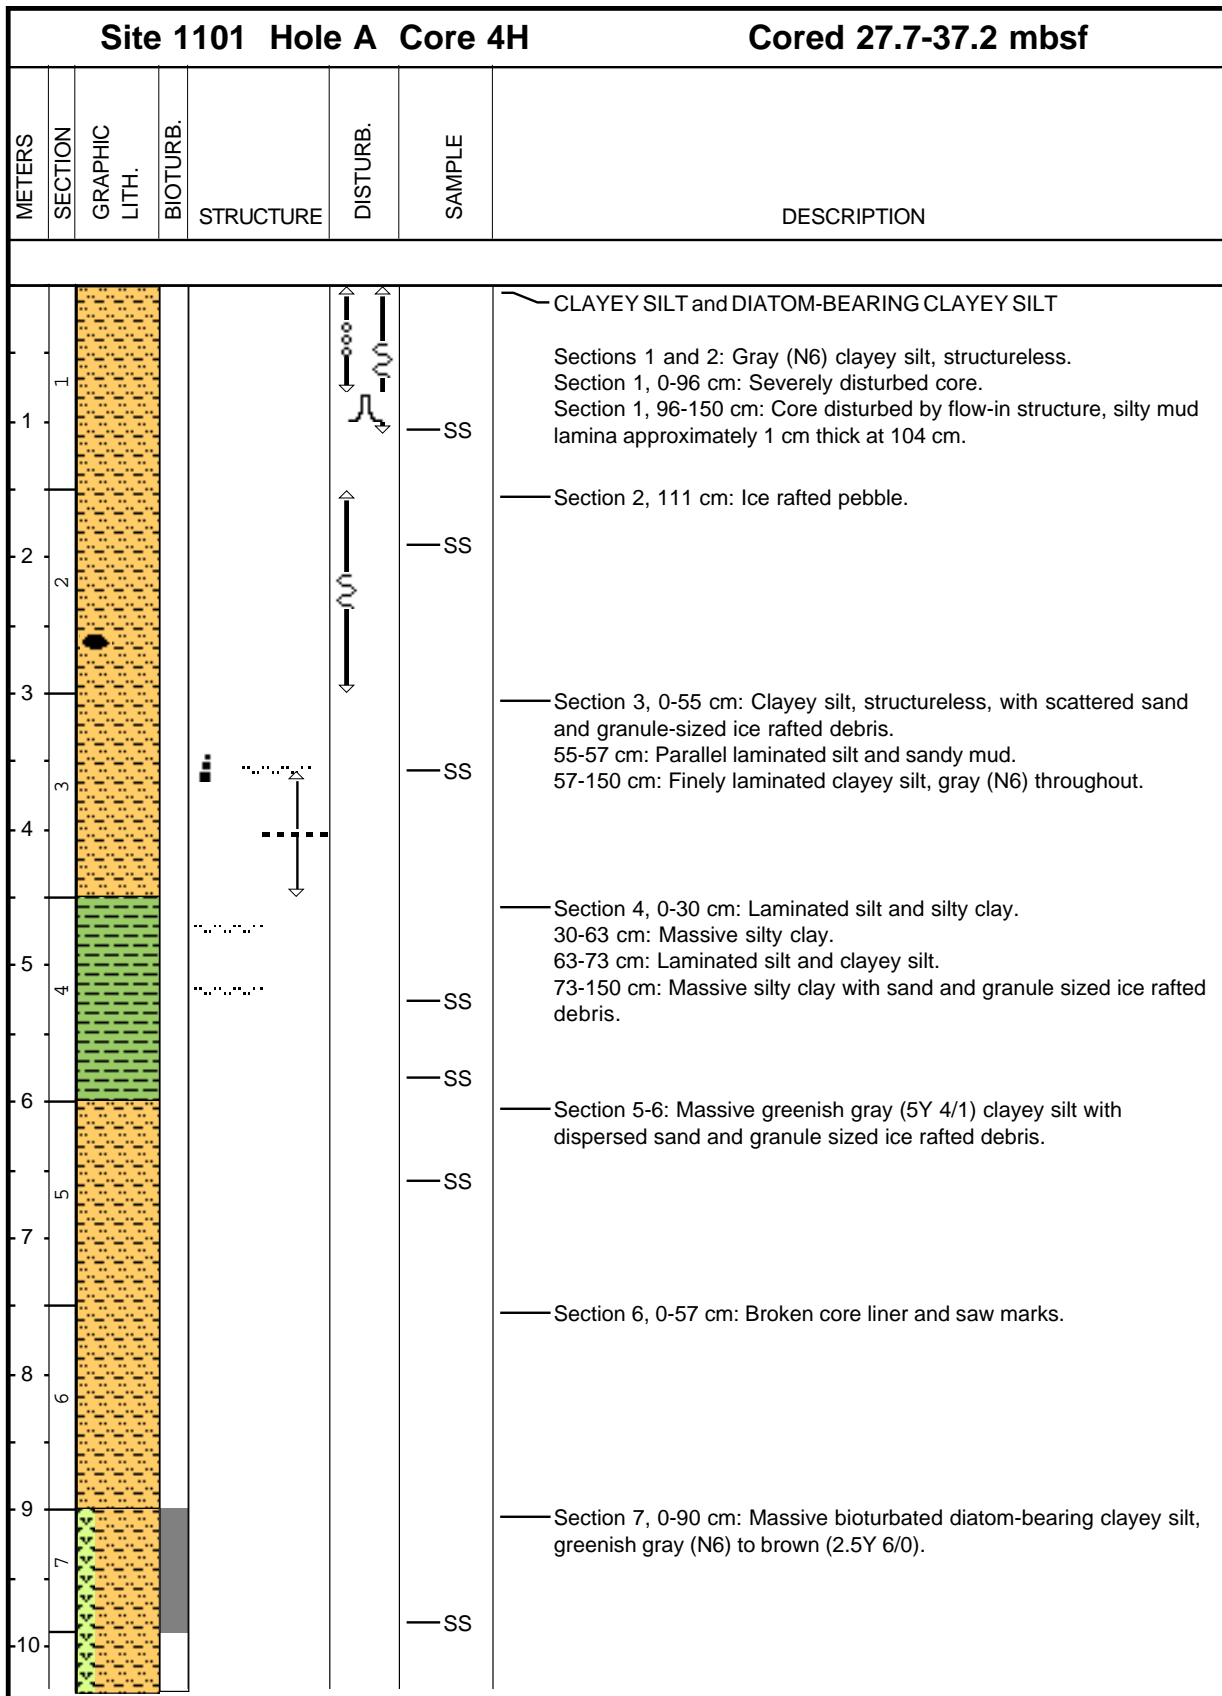 Site 1101 Hole A Core 4H
Cored 27.7-37.2 mbsf
METERS
SECTION
GRAPHIC
LITH.
BIOTURB.
STRUCTURE
DISTURB.
SAMPLE
DESCRIPTION
CLAYEY SILT and DIATOM-BEARING CLAYEY SILT
Sections 1 and 2: Gray (N6) clayey silt, structureless.
Section 1, 0-96 cm: Severely disturbed core.
Section 1, 96-150 cm: Core disturbed by flow-in structure, silty mud
lamina approximately 1 cm thick at 104 cm.
1
1
SS
Section 2, 111 cm: Ice rafted pebble.
2
2
SS
3
Section 3, 0-55 cm: Clayey silt, structureless, with scattered sand
and granule-sized ice rafted debris.
55-57 cm: Parallel laminated silt and sandy mud.
57-150 cm: Finely laminated clayey silt, gray (N6) throughout.
3
SS
4
Section 4, 0-30 cm: Laminated silt and silty clay.
30-63 cm: Massive silty clay.
63-73 cm: Laminated silt and clayey silt.
73-150 cm: Massive silty clay with sand and granule sized ice rafted
debris.
5
4
SS
SS
6
Section 5-6: Massive greenish gray (5Y 4/1) clayey silt with
dispersed sand and granule sized ice rafted debris.
5
SS
7
Section 6, 0-57 cm: Broken core liner and saw marks.
8
6
9
Section 7, 0-90 cm: Massive bioturbated diatom-bearing clayey silt,
greenish gray (N6) to brown (2.5Y 6/0).
7
SS
10